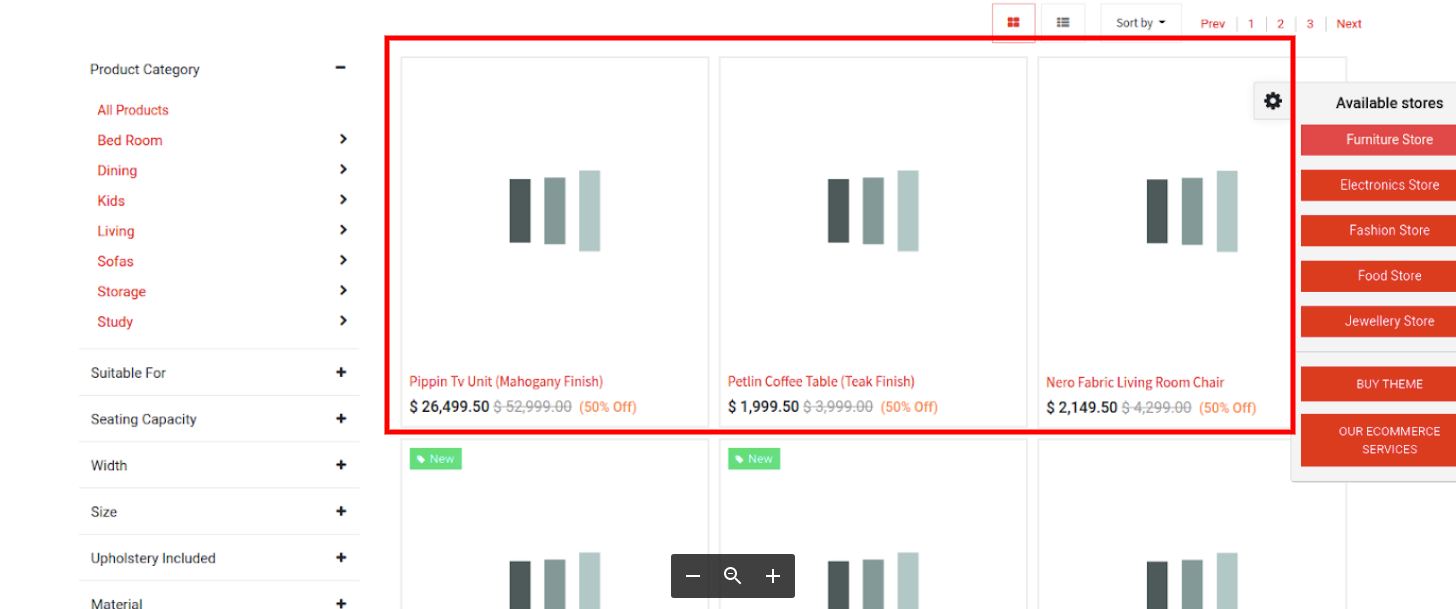 Sort by
Prev 1 2 3 Next
Product Category
All Products
Bed Room
Dining
Kids
Living
Sofas
Storage
Study
Suitable For
Seating Capacity
Width
Size
Upholstery Included
Material
Pippin Tv Unit (Mahogany Finish)
$ 26,499.50 $ 52,999.00 (50% Off)
Petlin Coffee Table (Teak Finish)
$ 1,999.50 $ 3,999.00 (50% Off)
Nero Fabric Living Room Chair
$ 2,149.50 $ 4,299.00 (50% Off)
New
New
Available stores
Furniture Store
Electronics Store
Fashion Store
Food Store
Jewellery Store
BUY THEME
OUR ECOMMERCE
SERVICES